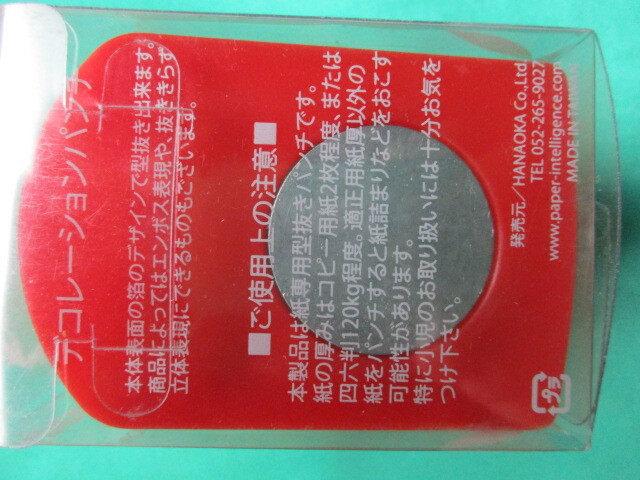 デコレーションパンチ
本体表面の箔のデザインで型抜き出来ます。
商品によってはエンボス表現や、抜ききらず
立体表現にできるものもございます。
■ご使用上の注意■
本製品は紙専用型抜きパンチです。
紙の厚みはコピー用紙2枚程度、または
四六判120kg程度。適正用紙厚以外の
紙をパンチすると紙詰まりなどをおこす
可能性があります。
特に小児のお取り扱いには十分お気を
つけ下さい。
発売元／HANAOKA Co.,Ltd.
TEL 052-265-9027
www.paper-intelligence.com
MADE IN TAIWAN
プラ